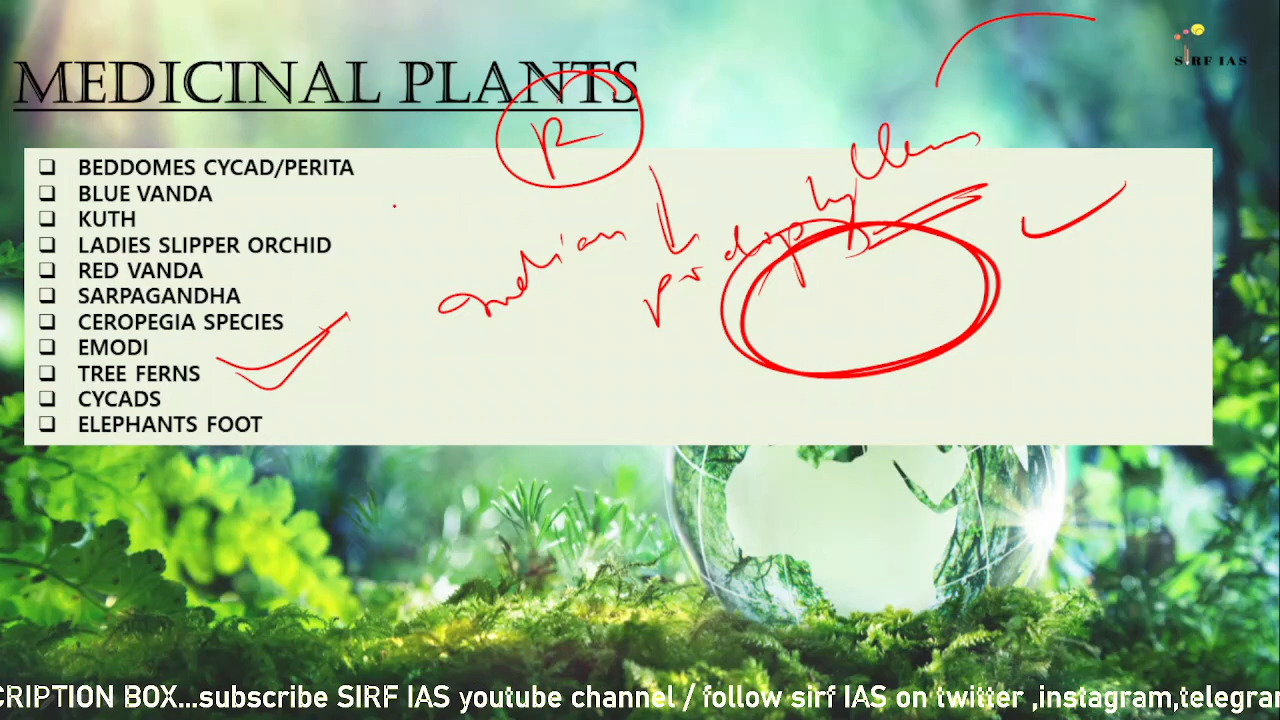 SIRF IAS
MEDICINAL PLANTS
R
BEDDOMES CYCAD/PERITA
BLUE VANDA
KUTH
LADIES SLIPPER ORCHID
RED VANDA
SARPAGANDHA
CEROPEGIA SPECIES
EMODI
TREE FERNS
CYCADS
ELEPHANTS FOOT
CRIPTION BOX...subscribe SIRF IAS youtube channel / follow sirf IAS on twitter ,instagram,telegra